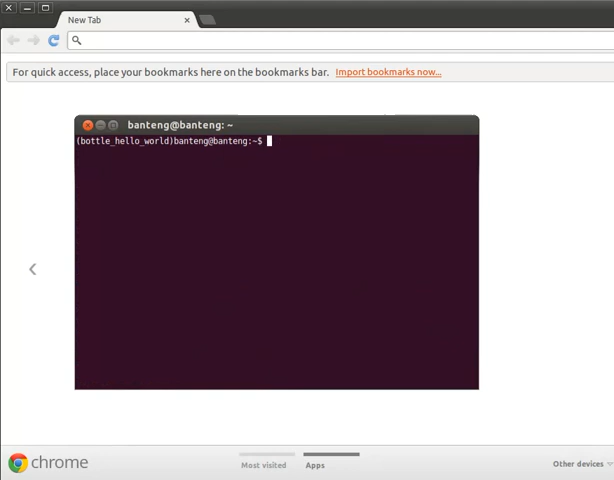 New Tab
For quick access, place your bookmarks here on the bookmarks bar. Import bookmarks now...
banteng@banteng: ~
(bottle_hello_world)banteng@banteng:~$
chrome
Most visited
Apps
Other devices